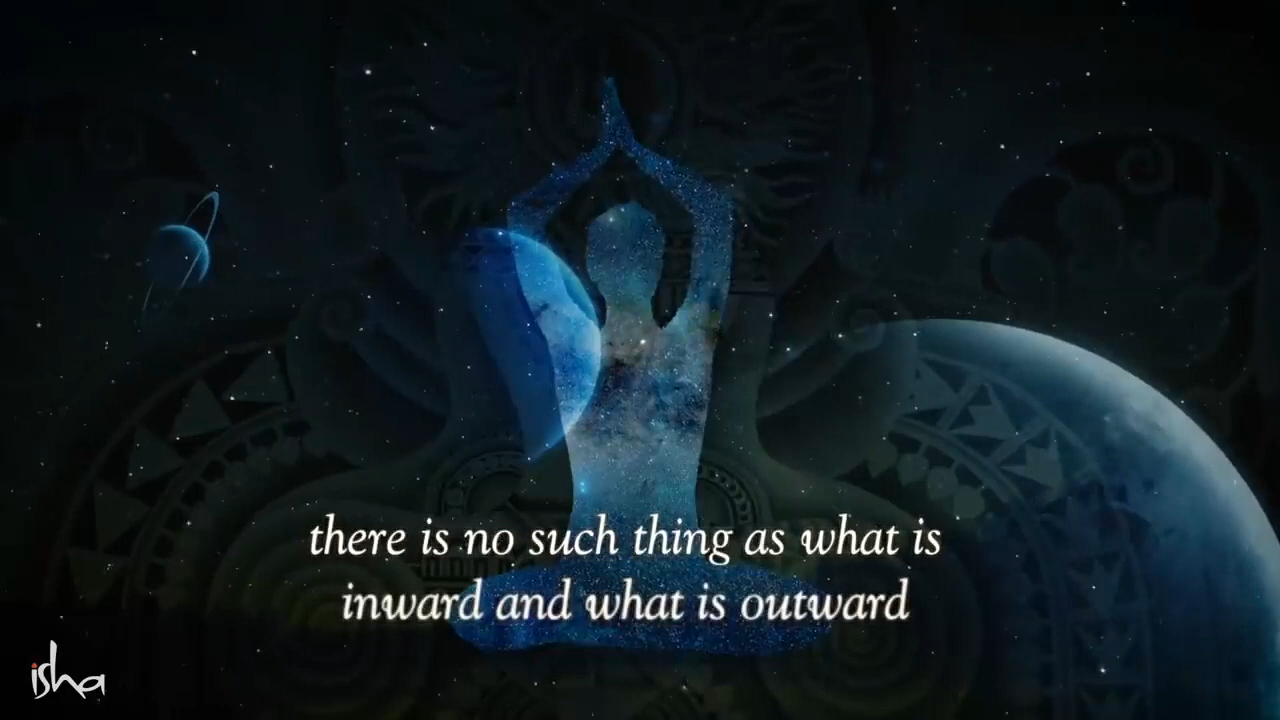 there is no such thing as what is
inward and what is outward
isha